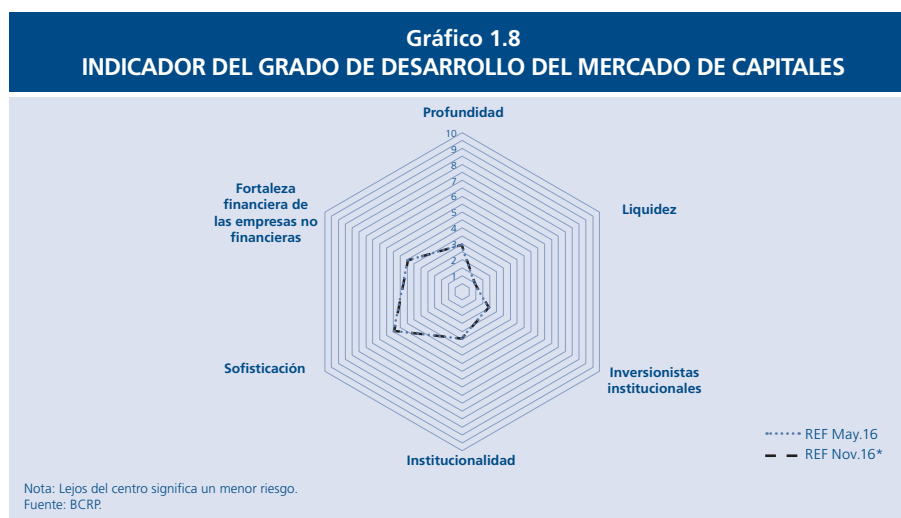 Gráfico 1.8
INDICADOR DEL GRADO DE DESARROLLO DEL MERCADO DE CAPITALES
Profundidad
10
9
8
7
6
5
4
3
2
1
Liquidez
Inversionistas
institucionales
Institucionalidad
Sofisticación
Fortaleza
financiera de
las empresas no
financieras
REF May.16
REF Nov.16*
Nota: Lejos del centro significa un menor riesgo.
Fuente: BCRP.